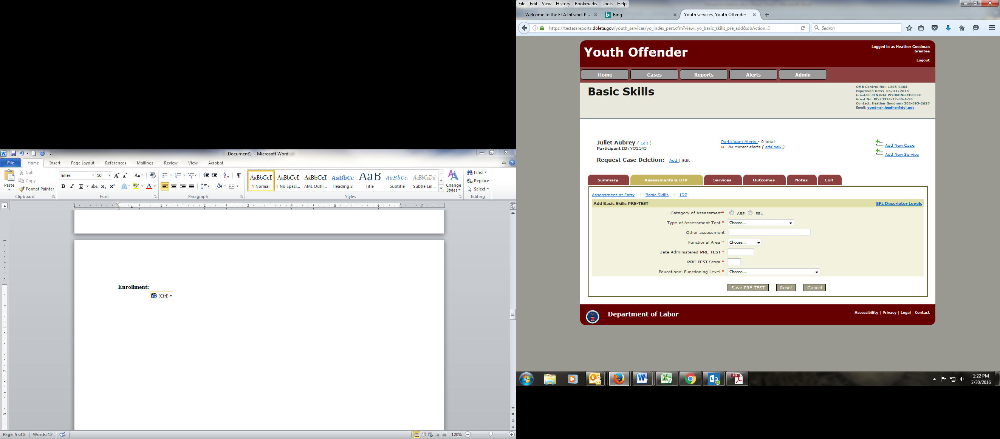 Document1 - Microsoft Word
File Home Insert Page Layout References Mailings Review View Acrobat
Paste
Cut
Copy
Format Painter
Clipboard
Times 10
Font
Paragraph
AaBbCcI AaBbCcI AaBbCcI AaBbCc AaB AaBbCc. AaBbCcDd
¶ Normal ¶ No Spaci... AML Outli... Heading 2 Title Subtitle Subtle Em...
Change Styles
Styles
Find
Replace
Select
Editing
1 1 2 3 4 5 6 7
Enrollment:
(Ctrl)
1
2
3
Page: 5 of 8 Words: 12 120%
File Edit View History Bookmarks Tools Help
Welcome to the ETA Intranet P... Bing Youth services, Youth Offender
https://testetareports.doleta.gov/youth_services/yo_index_part.cfm?view=yo_basic_skills_pre_add&dbAction=I Search
Youth Offender
Logged in as Heather Goodman
Grantee
Logout
Home Cases Reports Alerts Admin
Basic Skills
OMB Control No: 1205-0464
Expiration Date: 05/31/2015
Grantee: CENTRAL WYOMING COLLEGE
Grant No: PE-23324-12-60-A-56
Contact: Heather Goodman 202-693-2635
Email: goodman.heather@dol.gov
Juliet Aubrey ( Edit )
Participant ID: YO2145
Participant Alerts - 0 total
No current alerts ( add new )
Add New Case
Add New Service
Request Case Deletion: Add | Edit
Summary Assessments & IDP Services Outcomes Notes Exit
Assessment at Entry | Basic Skills | IDP
Add Basic Skills PRE-TEST EFL Descriptor Levels
Category of Assessment* ABE ESL
Type of Assessment Test * Choose...
Other assessment
Functional Area * Choose...
Date Administered PRE-TEST *
PRE-TEST Score *
Educational Functioning Level * Choose...
Save PRE-TEST Reset Cancel
Department of Labor
Accessibility | Privacy | Legal | Contact
1:22 PM
3/30/2016